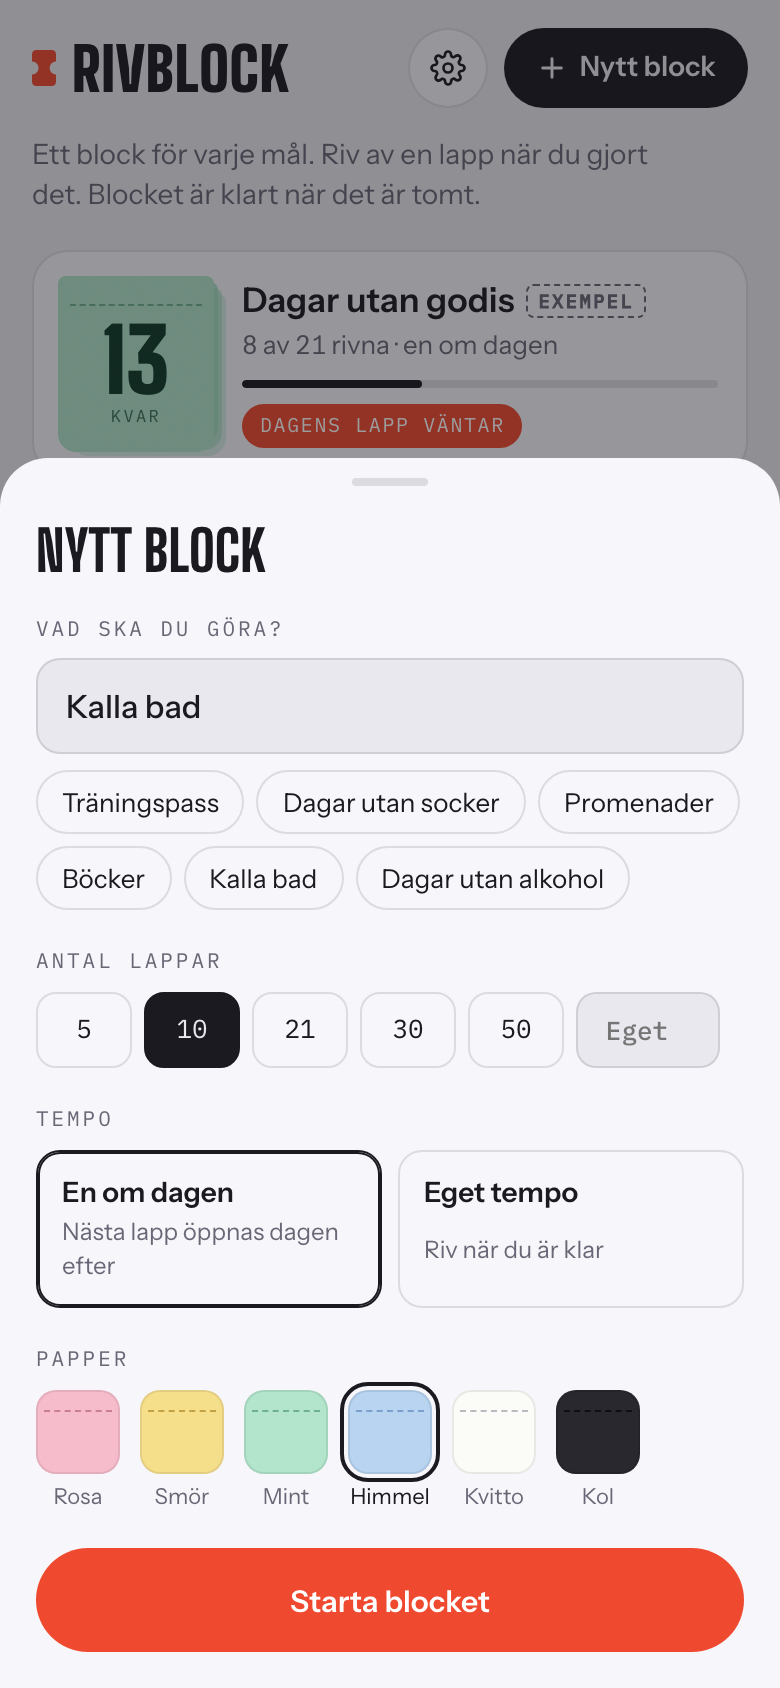 RIVBLOCK
+ Nytt block
Ett block för varje mål. Riv av en lapp när du gjort
det. Blocket är klart när det är tomt.
13
KVAR
Dagar utan godis EXEMPEL
8 av 21 rivna · en om dagen
DAGENS LAPP VÄNTAR
NYTT BLOCK
VAD SKA DU GÖRA?
Kalla bad
Träningspass Dagar utan socker Promenader
Böcker Kalla bad Dagar utan alkohol
ANTAL LAPPAR
5 10 21 30 50 Eget
TEMPO
En om dagen
Nästa lapp öppnas dagen
efter
Eget tempo
Riv när du är klar
PAPPER
Rosa Smör Mint Himmel Kvitto Kol
Starta blocket